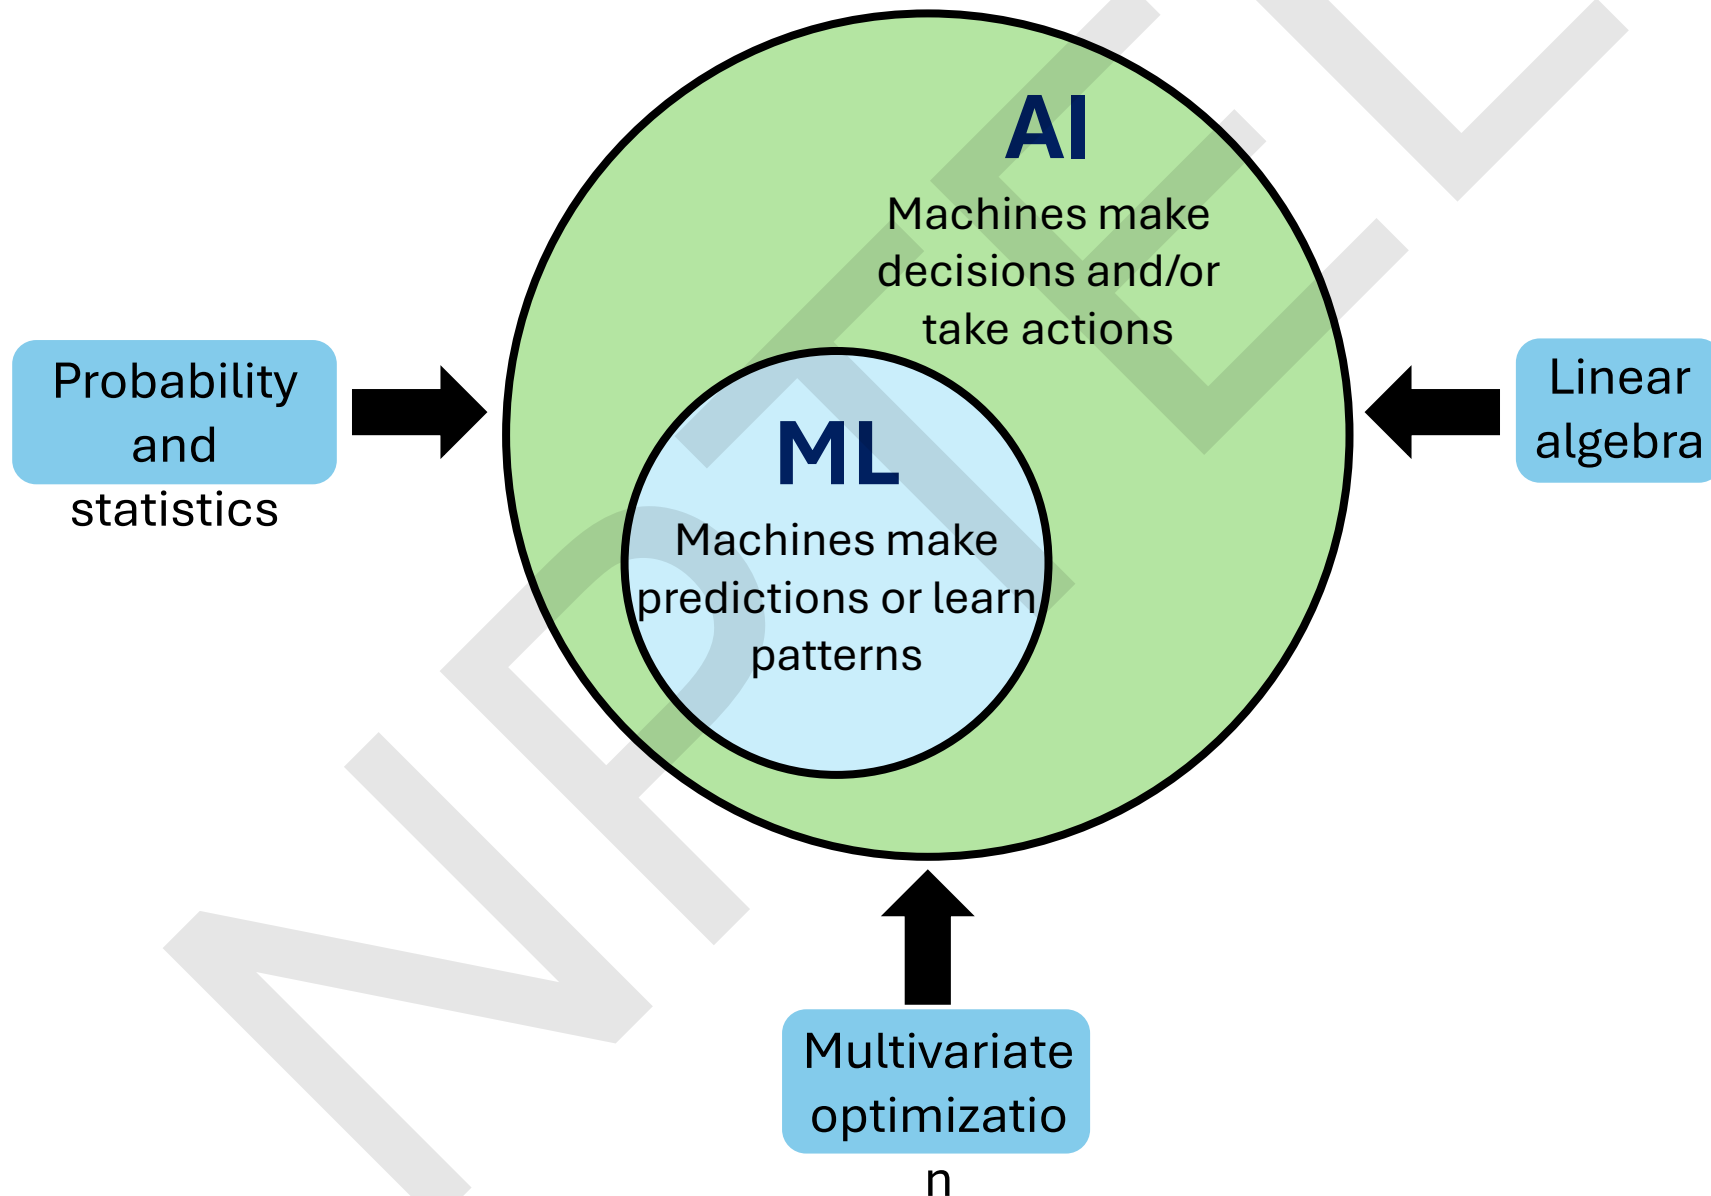 AI
Machines make
decisions and/or
take actions
Probability
and
statistics
Linear
algebra
ML
Machines make
predictions or learn
patterns
Multivariate
optimizatio
n
NPTEL